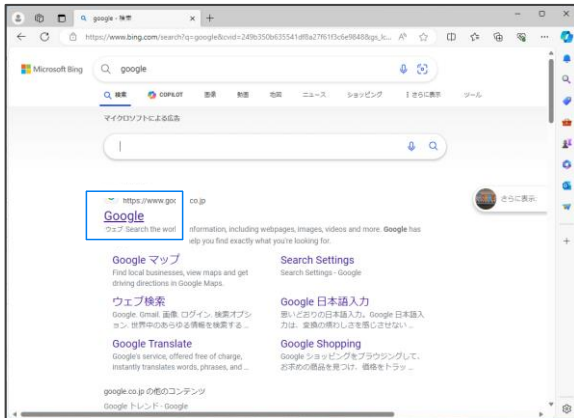 google - 検索
https://www.bing.com/search?q=google&cvid=249b350b635541df8a27f61f3c6e9848&gs_lc...
Microsoft Bing
google
検索 COPILOT 画像 動画 地図 ニュース ショッピング さらに表示 ツール
マイクロソフトによる広告
https://www.goo co.jp
Google
さらに表示:
ウェブ Search the worl nformation, including webpages, images, videos and more. Google has
elp you find exactly what you're looking for.
Google マップ
Find local businesses, view maps and get
driving directions in Google Maps.
Search Settings
Search Settings - Google
ウェブ検索
Google. Gmail. 画像. ログイン. 検索オプシ
ョン. 世界中のあらゆる情報を検索する ...
Google 日本語入力
思いどおりの日本語入力。Google 日本語入
力は、変換の煩わしさを感じさせない ...
Google Translate
Google's service, offered free of charge,
instantly translates words, phrases, and ...
Google Shopping
Google ショッピングをブラウジングして、
お求めの商品を見つけ、価格をトラッ ...
google.co.jp の他のコンテンツ
Google トレンド - Google